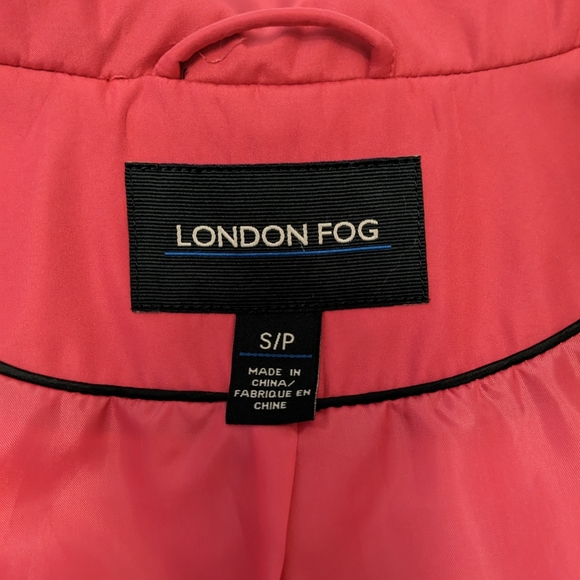 LONDON FOG
S/P
MADE IN
CHINA/
FABRIQUE EN
CHINE